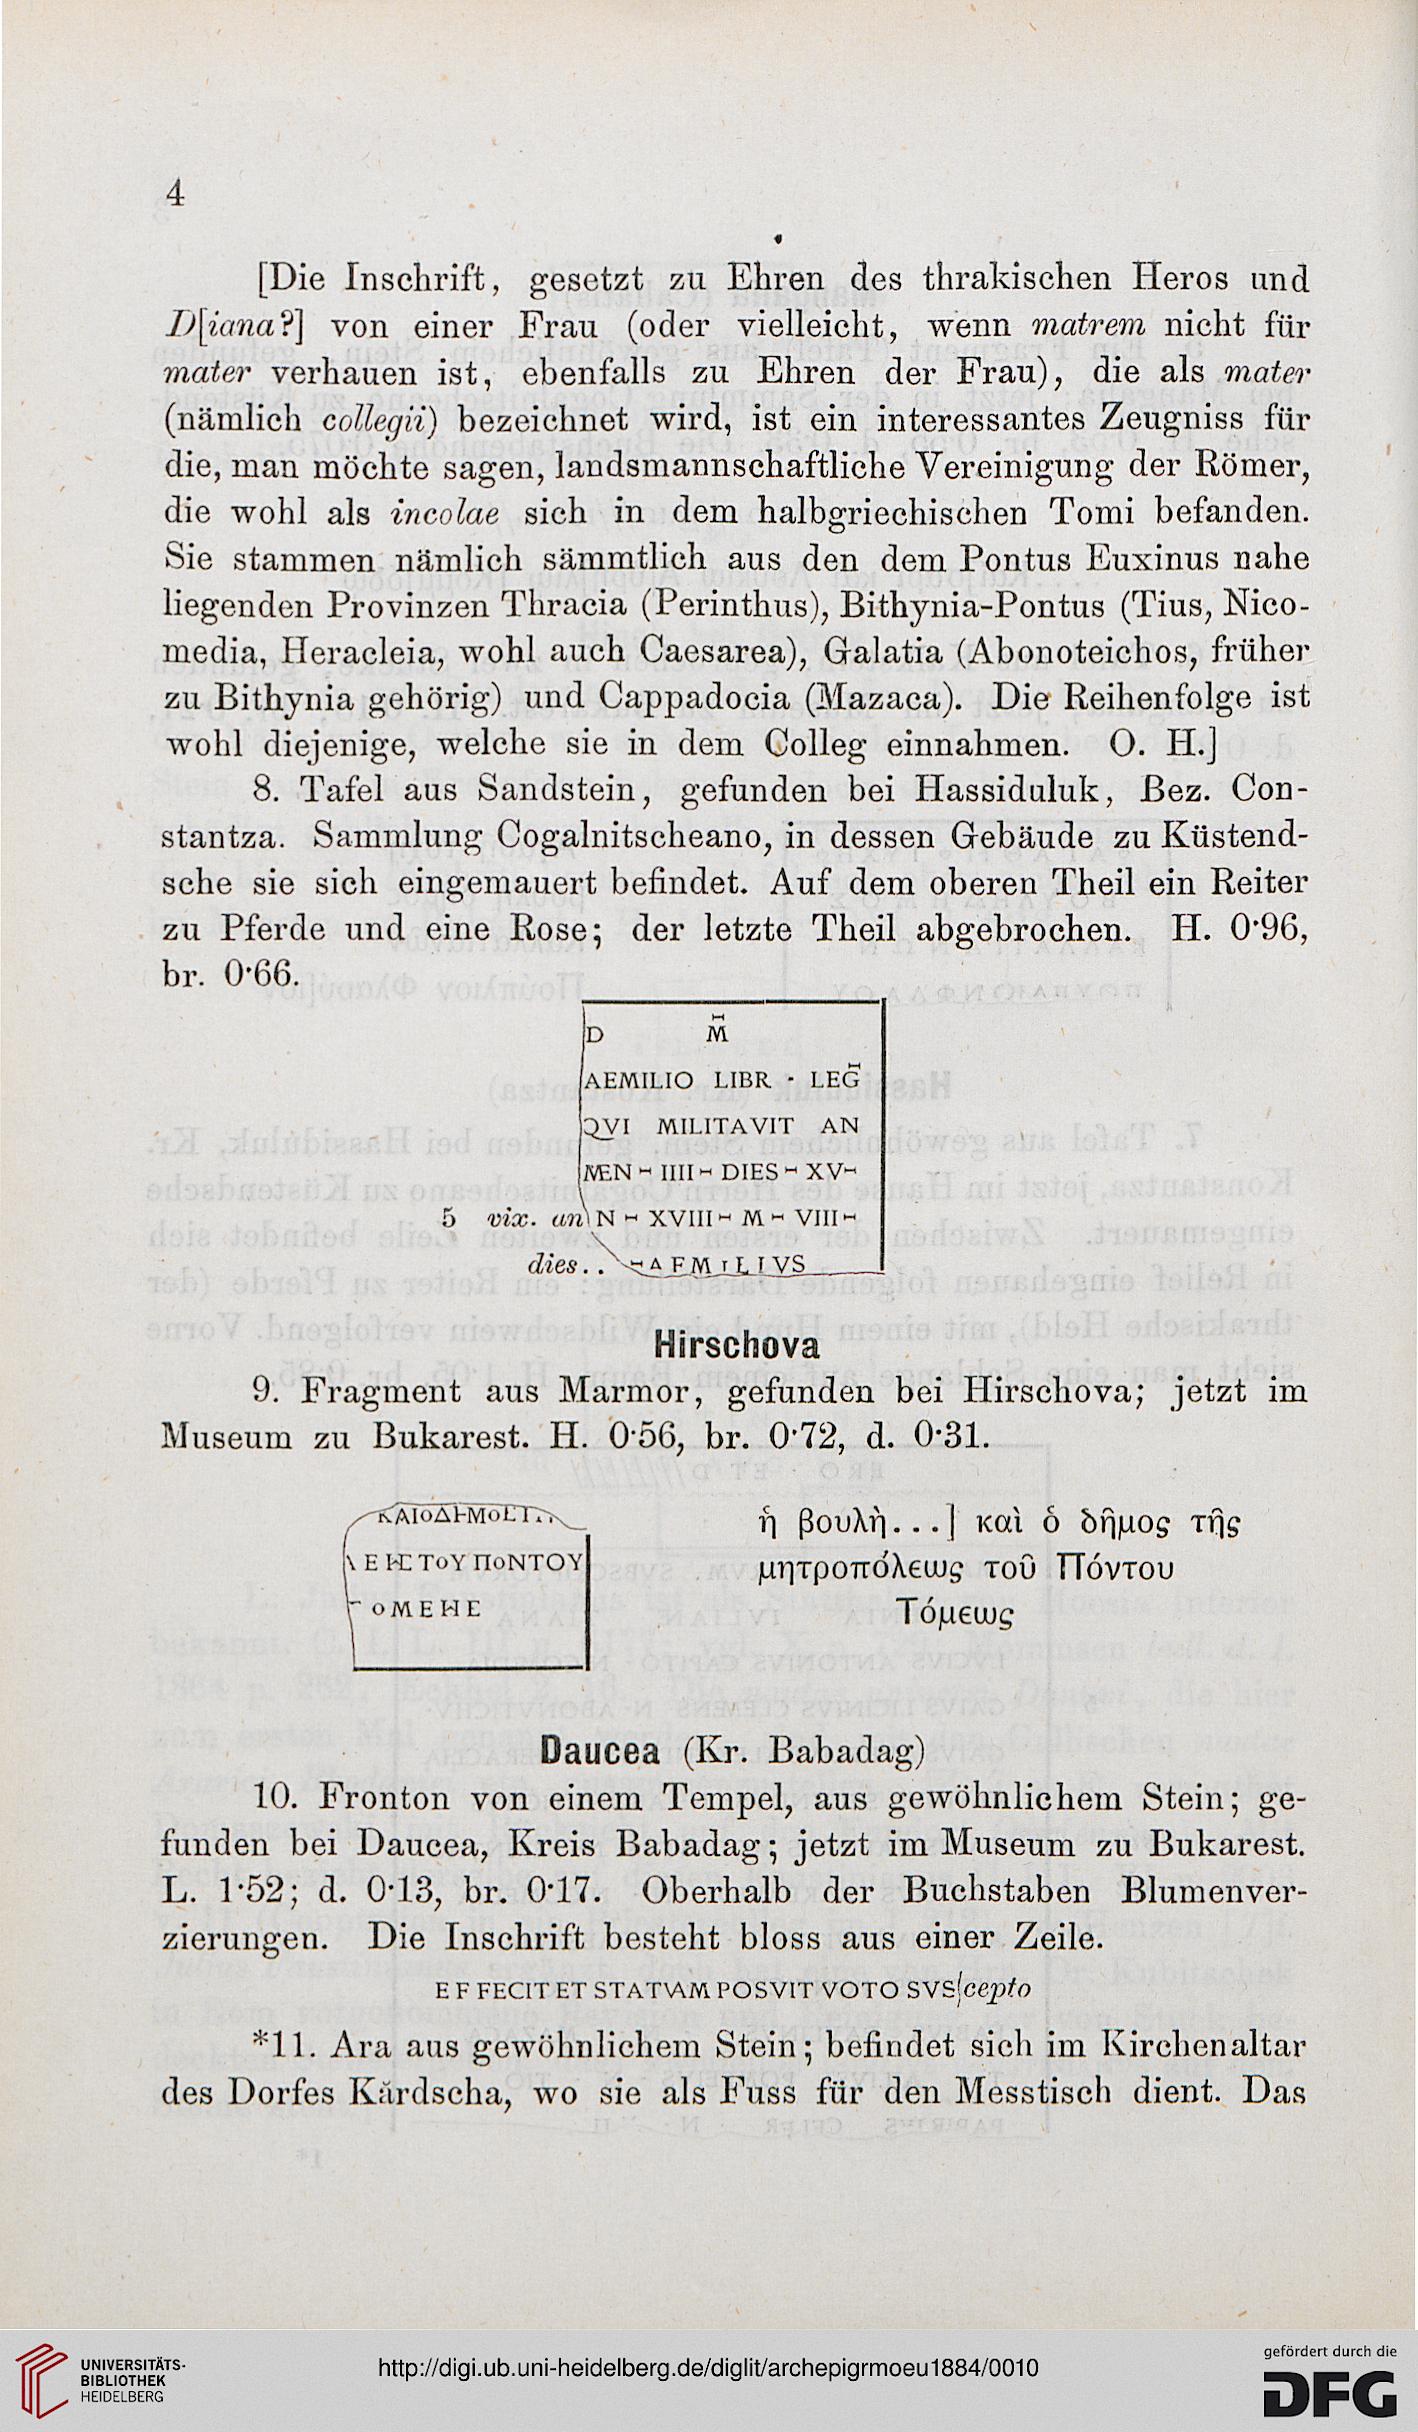 4
[Die Inschrift, gesetzt zu Ehren des thrakischen Heros und
D[iana?] von einer Frau (oder vielleicht, wenn matrem nicht für
mater verhauen ist, ebenfalls zu Ehren der Frau), die als mater
(nämlich collegii) bezeichnet wird, ist ein interessantes Zeugniss für
die, man möchte sagen, landsmannschaftliche Vereinigung der Römer,
die wohl als incolae sich in dem halbgriechischen Tomi befanden.
Sie stammen nämlich sämmtlich aus den dem Pontus Euxinus nahe
liegenden Provinzen Thracia (Perinthus), Bithynia-Pontus (Tius, Nico-
media, Heracleia, wohl auch Caesarea), Galatia (Abonoteichos, früher
zu Bithynia gehörig) und Cappadocia (Mazaca). Die Reihenfolge ist
wohl diejenige, welche sie in dem Colleg einnahmen. O. H.]
8. Tafel aus Sandstein, gefunden bei Hassiduluk, Bez. Con-
stantza. Sammlung Cogalnitscheano, in dessen Gebäude zu Küstend-
sche sie sich eingemauert befindet. Auf dem oberen Theil ein Reiter
zu Pferde und eine Rose; der letzte Theil abgebrochen. H. 0·96,
br. 0·66.
D M
AEMILIO LIBR · LEG
QVI MILITAVIT AN
MEN IIII DIES XV
5 vix. an N XVIII M VIII
dies.. AEMILIVS
Hirschova
9. Fragment aus Marmor, gefunden bei Hirschova; jetzt im
Museum zu Bukarest. H. 0·56, br. 0·72, d. 0·31.
ἡ βουλὴ...] καὶ ὁ δῆμος τῆς
ΤοΥ ΠοΝΤΟΥ μητροπόλεως τοῦ Πόντου
Τόμεως
Daucea (Kr. Babadag)
10. Fronton von einem Tempel, aus gewöhnlichem Stein; ge-
funden bei Daucea, Kreis Babadag; jetzt im Museum zu Bukarest.
L. 1·52; d. 0·13, br. 0·17. Oberhalb der Buchstaben Blumenver-
zierungen. Die Inschrift besteht bloss aus einer Zeile.
E F FECIT ET STATVAM POSVIT VOTO SVS|cepto
*11. Ara aus gewöhnlichem Stein; befindet sich im Kirchenaltar
des Dorfes Kărdscha, wo sie als Fuss für den Messtisch dient. Das
UNIVERSITÄTS-
BIBLIOTHEK
HEIDELBERG
http://digi.ub.uni-heidelberg.de/diglit/archepigrmoeu1884/0010
gefördert durch die
DFG